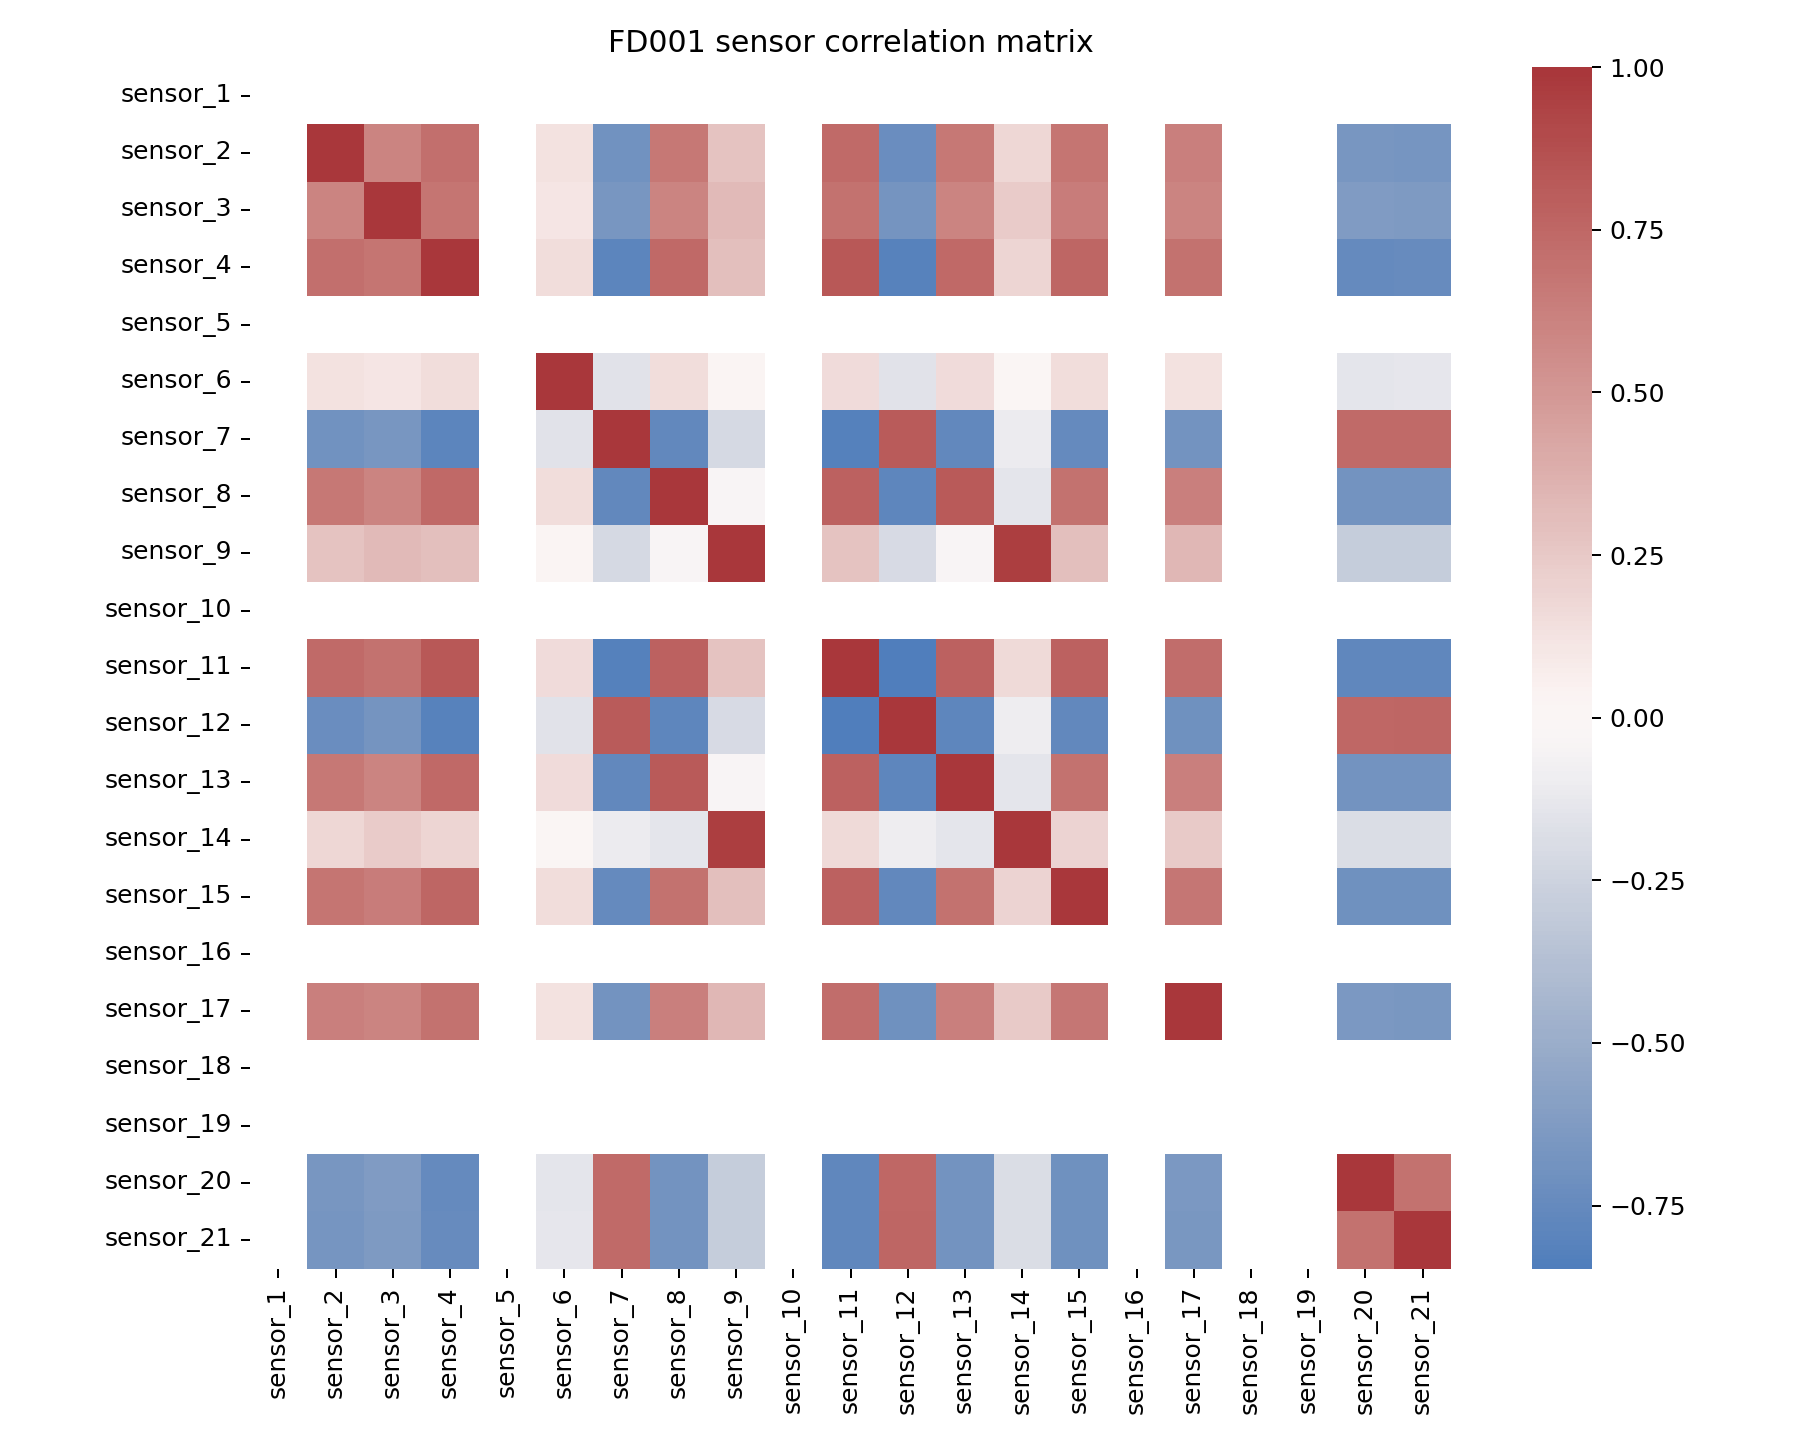 FD001 sensor correlation matrix
sensor_1
sensor_2
sensor_3
sensor_4
sensor_5
sensor_6
sensor_7
sensor_8
sensor_9
sensor_10
sensor_11
sensor_12
sensor_13
sensor_14
sensor_15
sensor_16
sensor_17
sensor_18
sensor_19
sensor_20
sensor_21
sensor_1
sensor_2
sensor_3
sensor_4
sensor_5
sensor_6
sensor_7
sensor_8
sensor_9
sensor_10
sensor_11
sensor_12
sensor_13
sensor_14
sensor_15
sensor_16
sensor_17
sensor_18
sensor_19
sensor_20
sensor_21
1.00
0.75
0.50
0.25
0.00
−0.25
−0.50
−0.75